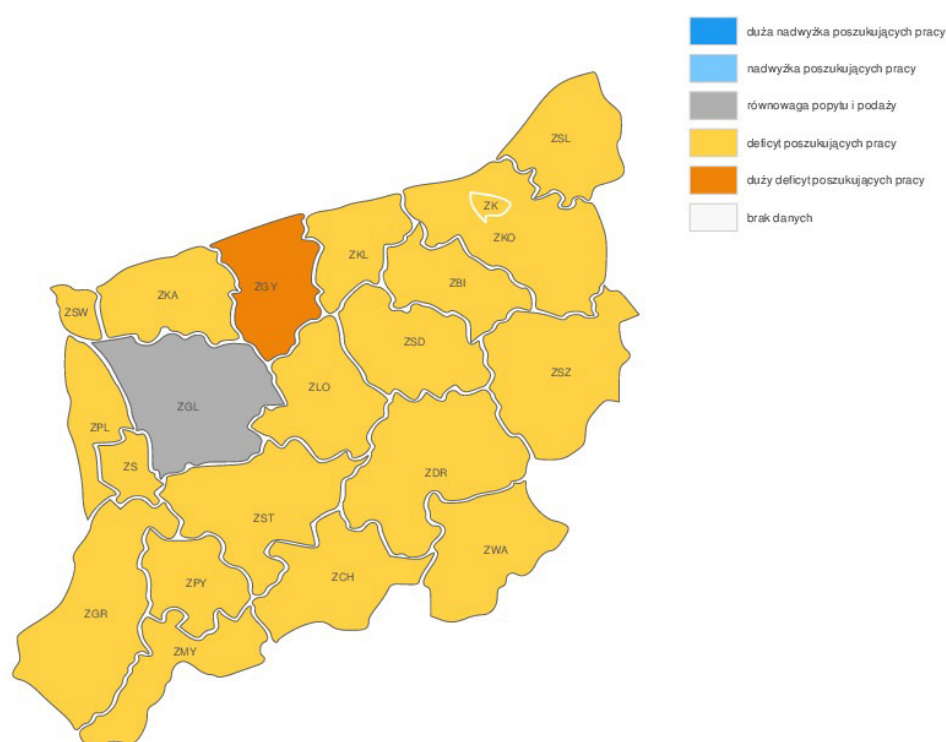 duża nadwyżka poszukujących pracy
nadwyżka poszukujących pracy
równowaga popytu i podaży
deficyt poszukujących pracy
duży deficyt poszukujących pracy
brak danych
ZSL
ZK
ZKO
ZKL
ZBI
ZGY
ZKA
ZSW
ZSD
ZSZ
ZLO
ZGL
ZPL
ZS
ZDR
ZST
ZWA
ZCH
ZPY
ZGR
ZMY